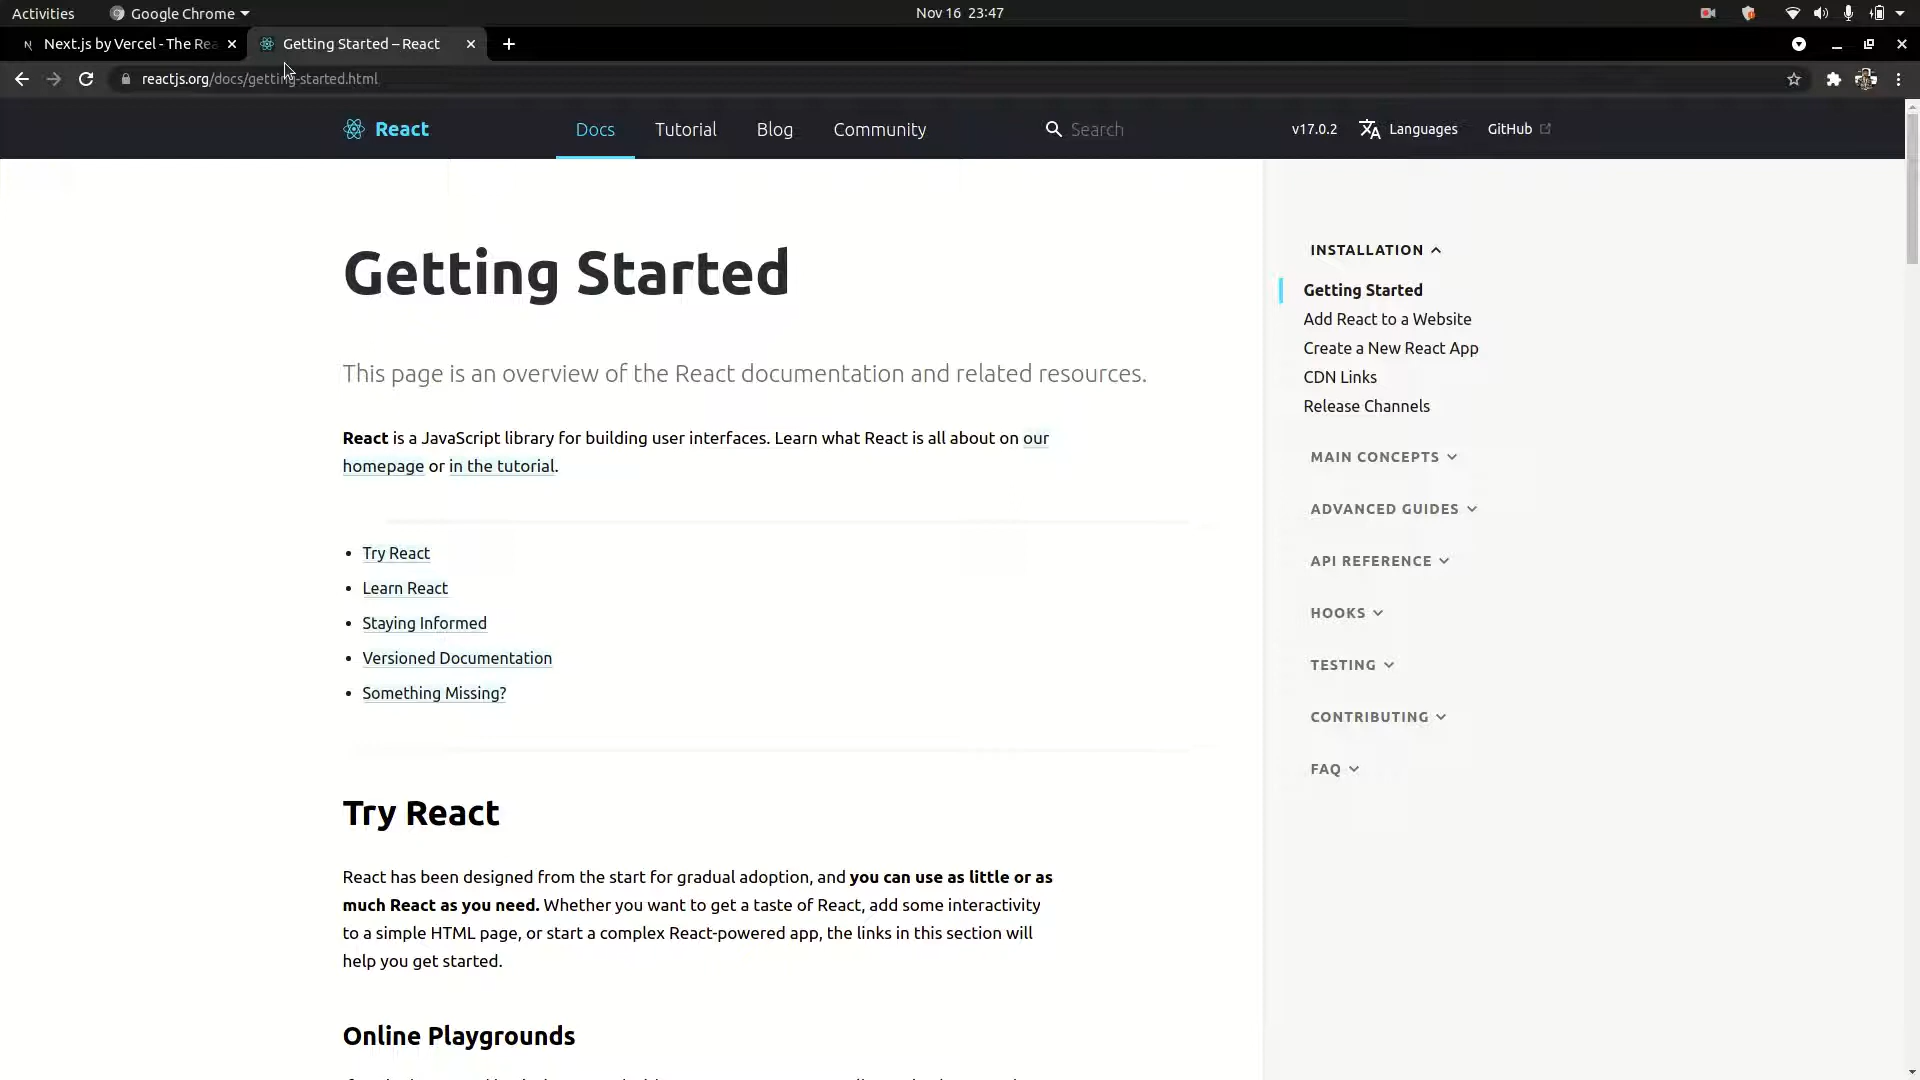 Activities
Google Chrome
Nov 16 23:47
Next.js by Vercel - The Rea
Getting Started – React
reactjs.org/docs/getting-started.html
React
Docs
Tutorial
Blog
Community
Search
v17.0.2
Languages
GitHub
Getting Started
This page is an overview of the React documentation and related resources.
React is a JavaScript library for building user interfaces. Learn what React is all about on our
homepage or in the tutorial.
• Try React
• Learn React
• Staying Informed
• Versioned Documentation
• Something Missing?
Try React
React has been designed from the start for gradual adoption, and you can use as little or as
much React as you need. Whether you want to get a taste of React, add some interactivity
to a simple HTML page, or start a complex React-powered app, the links in this section will
help you get started.
Online Playgrounds
INSTALLATION
Getting Started
Add React to a Website
Create a New React App
CDN Links
Release Channels
MAIN CONCEPTS
ADVANCED GUIDES
API REFERENCE
HOOKS
TESTING
CONTRIBUTING
FAQ